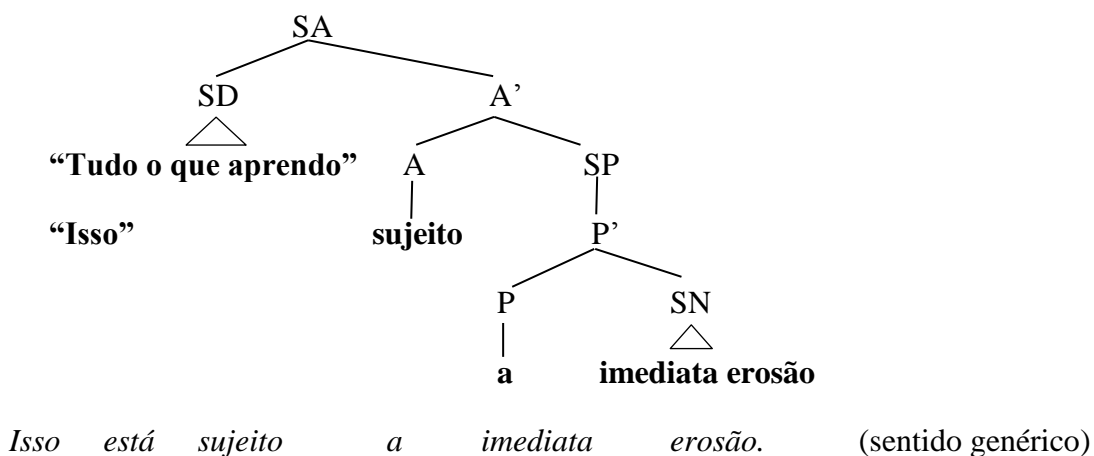 SA
SD A’
“Tudo o que aprendo” A SP
“Isso” sujeito P’
P SN
a imediata erosão
Isso está sujeito a imediata erosão. (sentido genérico)